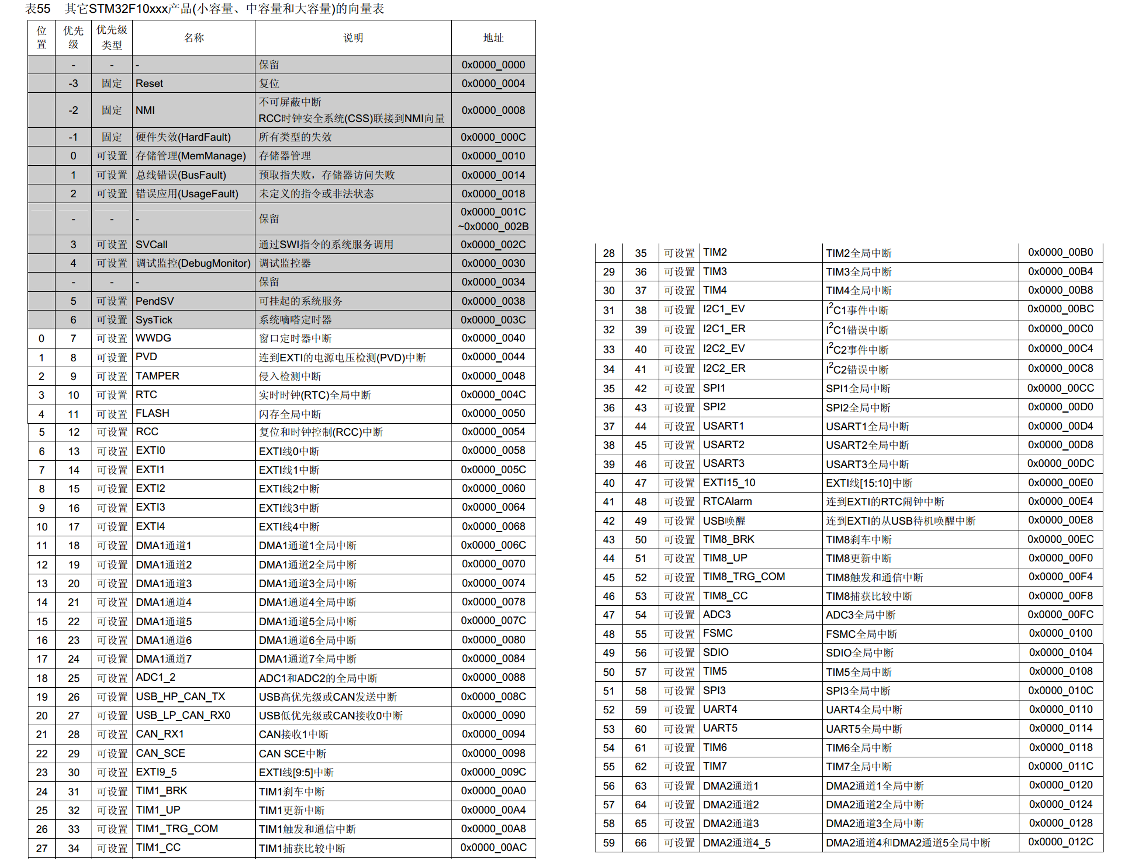 表55 其它STM32F10xxx产品(小容量、中容量和大容量)的向量表
位置 优先级 优先级类型 名称 说明 地址
- - - 保留 0x0000_0000
-3 固定 Reset 复位 0x0000_0004
-2 固定 NMI 不可屏蔽中断 RCC时钟安全系统(CSS)联接到NMI向量 0x0000_0008
-1 固定 硬件失效(HardFault) 所有类型的失效 0x0000_000C
0 可设置 存储管理(MemManage) 存储器管理 0x0000_0010
1 可设置 总线错误(BusFault) 预取指失败，存储器访问失败 0x0000_0014
2 可设置 错误应用(UsageFault) 未定义的指令或非法状态 0x0000_0018
- - - 保留 0x0000_001C ~0x0000_002B
3 可设置 SVCall 通过SWI指令的系统服务调用 0x0000_002C
4 可设置 调试监控(DebugMonitor) 调试监控器 0x0000_0030
- - - 保留 0x0000_0034
5 可设置 PendSV 可挂起的系统服务 0x0000_0038
6 可设置 SysTick 系统嘀嗒定时器 0x0000_003C
0 7 可设置 WWDG 窗口定时器中断 0x0000_0040
1 8 可设置 PVD 连到EXTI的电源电压检测(PVD)中断 0x0000_0044
2 9 可设置 TAMPER 侵入检测中断 0x0000_0048
3 10 可设置 RTC 实时时钟(RTC)全局中断 0x0000_004C
4 11 可设置 FLASH 闪存全局中断 0x0000_0050
5 12 可设置 RCC 复位和时钟控制(RCC)中断 0x0000_0054
6 13 可设置 EXTI0 EXTI线0中断 0x0000_0058
7 14 可设置 EXTI1 EXTI线1中断 0x0000_005C
8 15 可设置 EXTI2 EXTI线2中断 0x0000_0060
9 16 可设置 EXTI3 EXTI线3中断 0x0000_0064
10 17 可设置 EXTI4 EXTI线4中断 0x0000_0068
11 18 可设置 DMA1通道1 DMA1通道1全局中断 0x0000_006C
12 19 可设置 DMA1通道2 DMA1通道2全局中断 0x0000_0070
13 20 可设置 DMA1通道3 DMA1通道3全局中断 0x0000_0074
14 21 可设置 DMA1通道4 DMA1通道4全局中断 0x0000_0078
15 22 可设置 DMA1通道5 DMA1通道5全局中断 0x0000_007C
16 23 可设置 DMA1通道6 DMA1通道6全局中断 0x0000_0080
17 24 可设置 DMA1通道7 DMA1通道7全局中断 0x0000_0084
18 25 可设置 ADC1_2 ADC1和ADC2的全局中断 0x0000_0088
19 26 可设置 USB_HP_CAN_TX USB高优先级或CAN发送中断 0x0000_008C
20 27 可设置 USB_LP_CAN_RX0 USB低优先级或CAN接收0中断 0x0000_0090
21 28 可设置 CAN_RX1 CAN接收1中断 0x0000_0094
22 29 可设置 CAN_SCE CAN SCE中断 0x0000_0098
23 30 可设置 EXTI9_5 EXTI线[9:5]中断 0x0000_009C
24 31 可设置 TIM1_BRK TIM1刹车中断 0x0000_00A0
25 32 可设置 TIM1_UP TIM1更新中断 0x0000_00A4
26 33 可设置 TIM1_TRG_COM TIM1触发和通信中断 0x0000_00A8
27 34 可设置 TIM1_CC TIM1捕获比较中断 0x0000_00AC
28 35 可设置 TIM2 TIM2全局中断 0x0000_00B0
29 36 可设置 TIM3 TIM3全局中断 0x0000_00B4
30 37 可设置 TIM4 TIM4全局中断 0x0000_00B8
31 38 可设置 I2C1_EV I²C1事件中断 0x0000_00BC
32 39 可设置 I2C1_ER I²C1错误中断 0x0000_00C0
33 40 可设置 I2C2_EV I²C2事件中断 0x0000_00C4
34 41 可设置 I2C2_ER I²C2错误中断 0x0000_00C8
35 42 可设置 SPI1 SPI1全局中断 0x0000_00CC
36 43 可设置 SPI2 SPI2全局中断 0x0000_00D0
37 44 可设置 USART1 USART1全局中断 0x0000_00D4
38 45 可设置 USART2 USART2全局中断 0x0000_00D8
39 46 可设置 USART3 USART3全局中断 0x0000_00DC
40 47 可设置 EXTI15_10 EXTI线[15:10]中断 0x0000_00E0
41 48 可设置 RTCAlarm 连到EXTI的RTC闹钟中断 0x0000_00E4
42 49 可设置 USB唤醒 连到EXTI的从USB待机唤醒中断 0x0000_00E8
43 50 可设置 TIM8_BRK TIM8刹车中断 0x0000_00EC
44 51 可设置 TIM8_UP TIM8更新中断 0x0000_00F0
45 52 可设置 TIM8_TRG_COM TIM8触发和通信中断 0x0000_00F4
46 53 可设置 TIM8_CC TIM8捕获比较中断 0x0000_00F8
47 54 可设置 ADC3 ADC3全局中断 0x0000_00FC
48 55 可设置 FSMC FSMC全局中断 0x0000_0100
49 56 可设置 SDIO SDIO全局中断 0x0000_0104
50 57 可设置 TIM5 TIM5全局中断 0x0000_0108
51 58 可设置 SPI3 SPI3全局中断 0x0000_010C
52 59 可设置 UART4 UART4全局中断 0x0000_0110
53 60 可设置 UART5 UART5全局中断 0x0000_0114
54 61 可设置 TIM6 TIM6全局中断 0x0000_0118
55 62 可设置 TIM7 TIM7全局中断 0x0000_011C
56 63 可设置 DMA2通道1 DMA2通道1全局中断 0x0000_0120
57 64 可设置 DMA2通道2 DMA2通道2全局中断 0x0000_0124
58 65 可设置 DMA2通道3 DMA2通道3全局中断 0x0000_0128
59 66 可设置 DMA2通道4_5 DMA2通道4和DMA2通道5全局中断 0x0000_012C